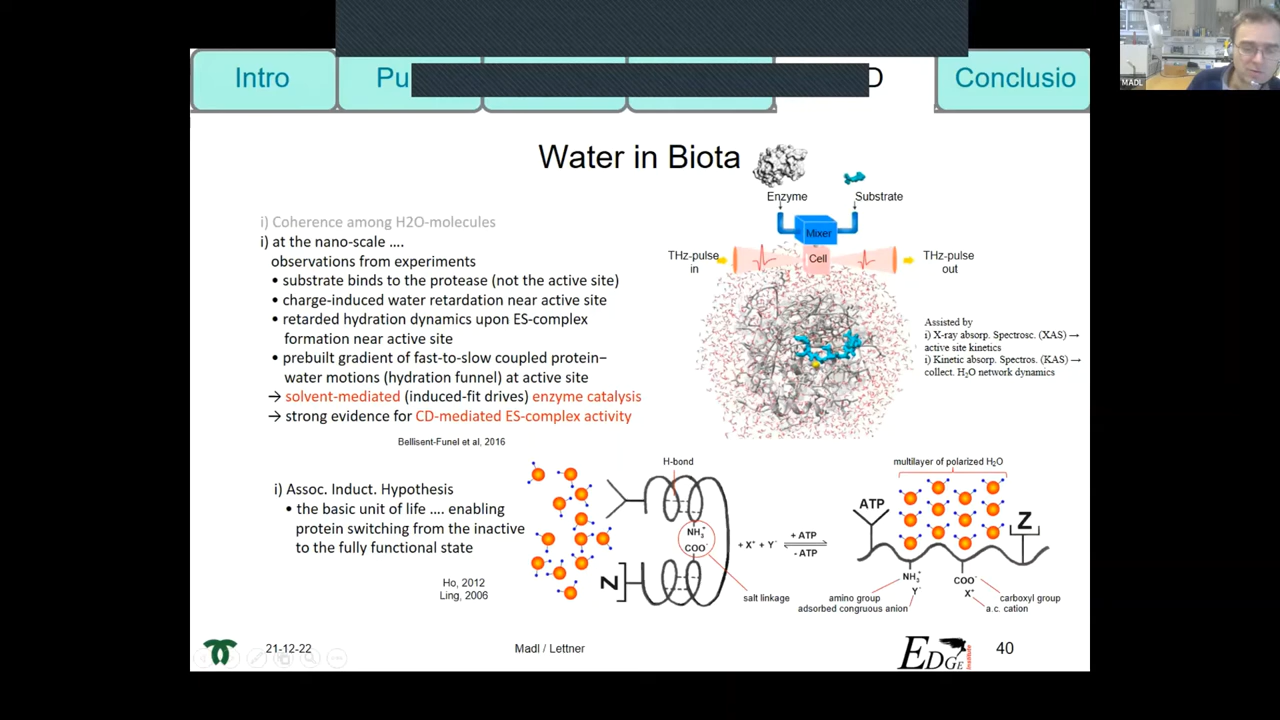 Intro
Pu
D
Conclusio
MADL
Water in Biota
Enzyme
Substrate
Mixer
THz-pulse
in
Cell
THz-pulse
out
i) Coherence among H2O-molecules
i) at the nano-scale ....
observations from experiments
• substrate binds to the protease (not the active site)
• charge-induced water retardation near active site
• retarded hydration dynamics upon ES-complex
formation near active site
• prebuilt gradient of fast-to-slow coupled protein–
water motions (hydration funnel) at active site
→ solvent-mediated (induced-fit drives) enzyme catalysis
→ strong evidence for CD-mediated ES-complex activity
Bellisent-Funel et al, 2016
Assisted by
i) X-ray absorp. Spectrosc. (XAS) →
active site kinetics
i) Kinetic absorp. Spectros. (KAS) →
collect. H₂O network dynamics
i) Assoc. Induct. Hypothesis
• the basic unit of life .... enabling
protein switching from the inactive
to the fully functional state
Ho, 2012
Ling, 2006
H-bond
NH₃⁺
COO⁻
Z
salt linkage
+ X⁺ + Y⁻
+ ATP
- ATP
multilayer of polarized H₂O
ATP
Z
NH₃⁺
Y⁻
COO⁻
X⁺
amino group
adsorbed congruous anion
carboxyl group
a.c. cation
21-12-22
Madl / Lettner
EDGE
Institute
40